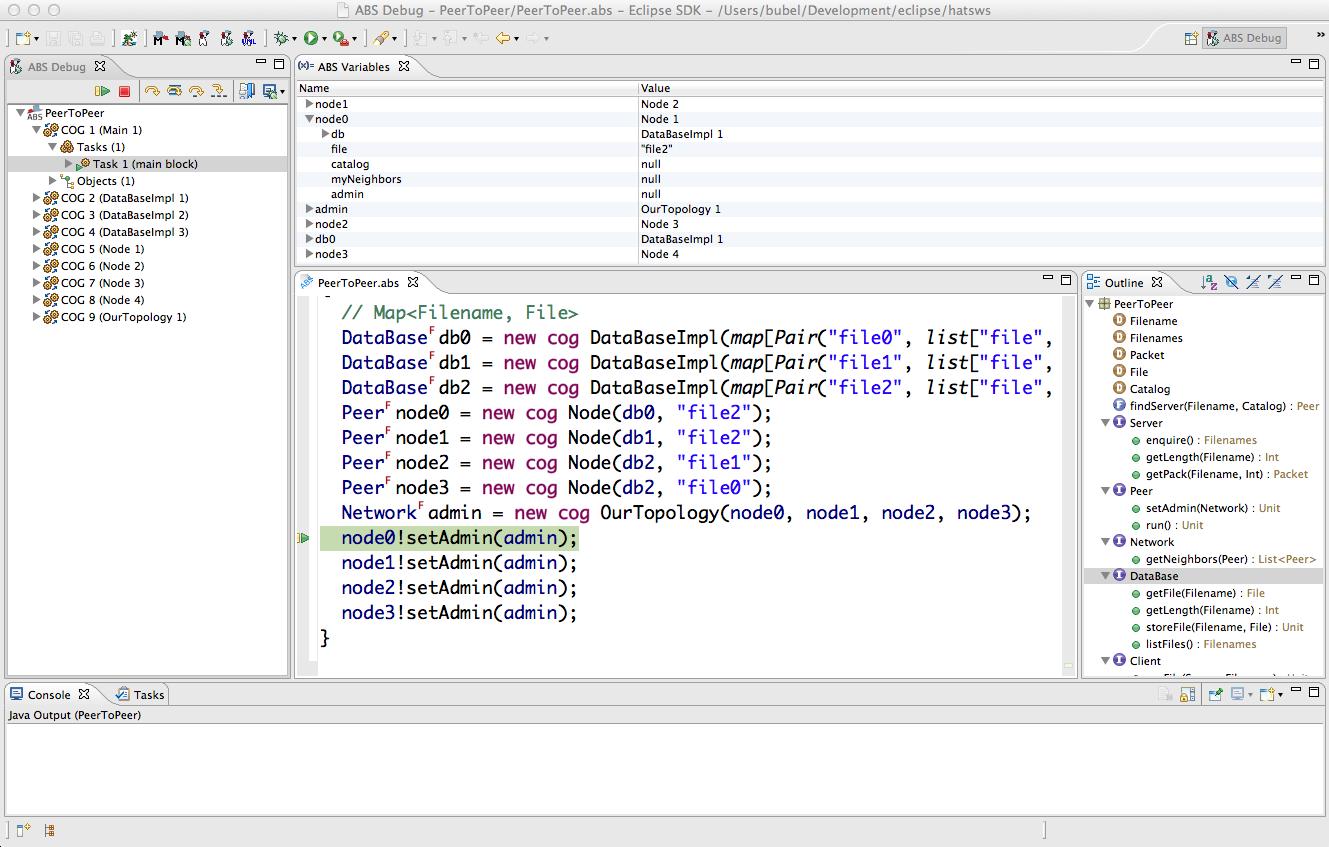 ABS Debug – PeerToPeer/PeerToPeer.abs – Eclipse SDK – /Users/bubel/Development/eclipse/hatsws
ABS Debug
ABS Debug
PeerToPeer
COG 1 (Main 1)
Tasks (1)
Task 1 (main block)
Objects (1)
COG 2 (DataBaseImpl 1)
COG 3 (DataBaseImpl 2)
COG 4 (DataBaseImpl 3)
COG 5 (Node 1)
COG 6 (Node 2)
COG 7 (Node 3)
COG 8 (Node 4)
COG 9 (OurTopology 1)
(x)= ABS Variables
Name Value
node1 Node 2
node0 Node 1
db DataBaseImpl 1
file "file2"
catalog null
myNeighbors null
admin null
admin OurTopology 1
node2 Node 3
db0 DataBaseImpl 1
node3 Node 4
PeerToPeer.abs
// Map<Filename, File>
DataBaseF db0 = new cog DataBaseImpl(map[Pair("file0", list["file",
DataBaseF db1 = new cog DataBaseImpl(map[Pair("file1", list["file",
DataBaseF db2 = new cog DataBaseImpl(map[Pair("file2", list["file",
PeerF node0 = new cog Node(db0, "file2");
PeerF node1 = new cog Node(db1, "file2");
PeerF node2 = new cog Node(db2, "file1");
PeerF node3 = new cog Node(db2, "file0");
NetworkF admin = new cog OurTopology(node0, node1, node2, node3);
node0!setAdmin(admin);
node1!setAdmin(admin);
node2!setAdmin(admin);
node3!setAdmin(admin);
}
Outline
PeerToPeer
Filename
Filenames
Packet
File
Catalog
findServer(Filename, Catalog) : Peer
Server
enquire() : Filenames
getLength(Filename) : Int
getPack(Filename, Int) : Packet
Peer
setAdmin(Network) : Unit
run() : Unit
Network
getNeighbors(Peer) : List<Peer>
DataBase
getFile(Filename) : File
getLength(Filename) : Int
storeFile(Filename, File) : Unit
listFiles() : Filenames
Client
Console
Tasks
Java Output (PeerToPeer)